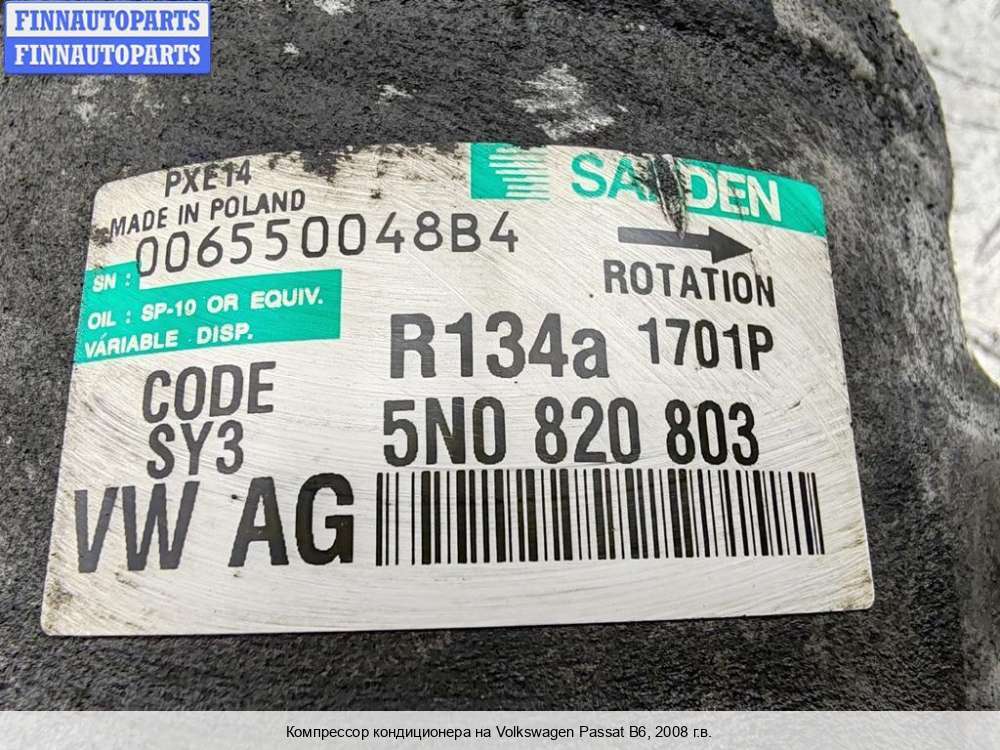 FINNAUTOPARTS
FINNAUTOPARTS
PXE14
MADE IN POLAND
SANDEN
SN : 006550048B4
ROTATION
OIL : SP-10 OR EQUIV.
VARIABLE DISP.
R134a 1701P
CODE
SY3
5N0 820 803
VW AG
Компрессор кондиционера на Volkswagen Passat B6, 2008 г.в.